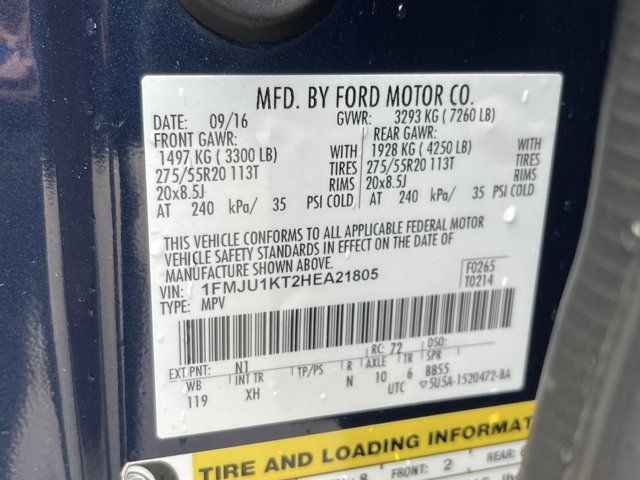 MFD. BY FORD MOTOR CO.
DATE: 09/16 GVWR: 3293 KG (7260 LB)
FRONT GAWR: REAR GAWR:
1497 KG (3300 LB) WITH 1928 KG (4250 LB) WITH
275/55R20 113T TIRES 275/55R20 113T TIRES
20x8.5J RIMS 20x8.5J RIMS
AT 240 kPa/ 35 PSI COLD AT 240 kPa/ 35 PSI COLD
THIS VEHICLE CONFORMS TO ALL APPLICABLE FEDERAL MOTOR
VEHICLE SAFETY STANDARDS IN EFFECT ON THE DATE OF
MANUFACTURE SHOWN ABOVE.
VIN: 1FMJU1KT2HEA21805 F0265
TYPE: MPV T0214
EXT PNT: N1 RC: 72 DSO:
WB INT TR TP/PS R AXLE TR SPR
119 XH N 10 6 8855
UTC ▽5U5A-1520472-BA
TIRE AND LOADING INFORMAT
FRONT: 2 REAR: